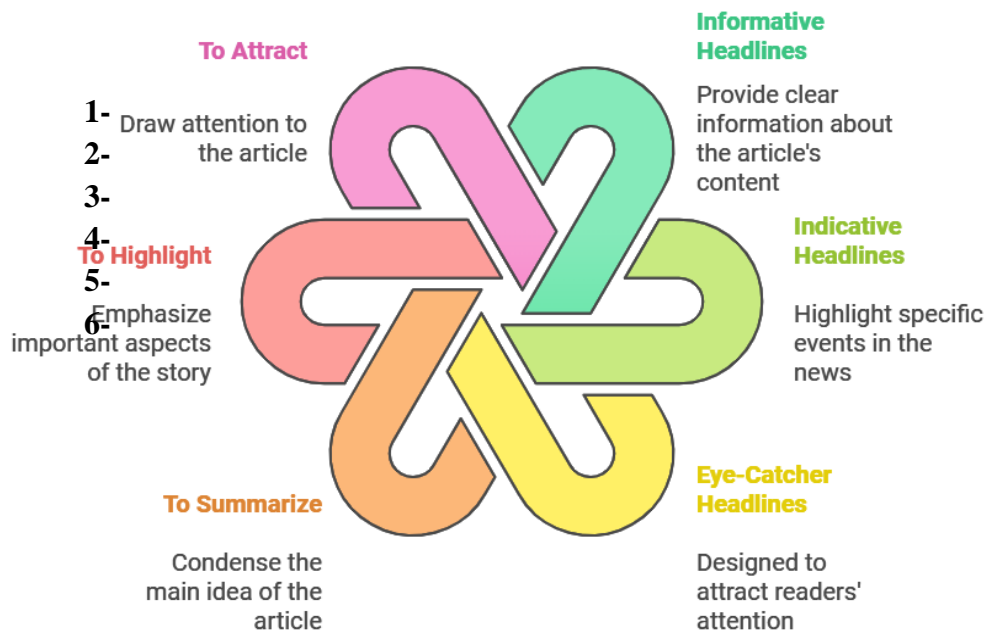 To Attract
Draw attention to
the article
1-
2-
3-
4-
5-
6-
To Highlight
Emphasize
important aspects
of the story
To Summarize
Condense the
main idea of the
article
Informative
Headlines
Provide clear
information about
the article's
content
Indicative
Headlines
Highlight specific
events in the
news
Eye-Catcher
Headlines
Designed to
attract readers'
attention